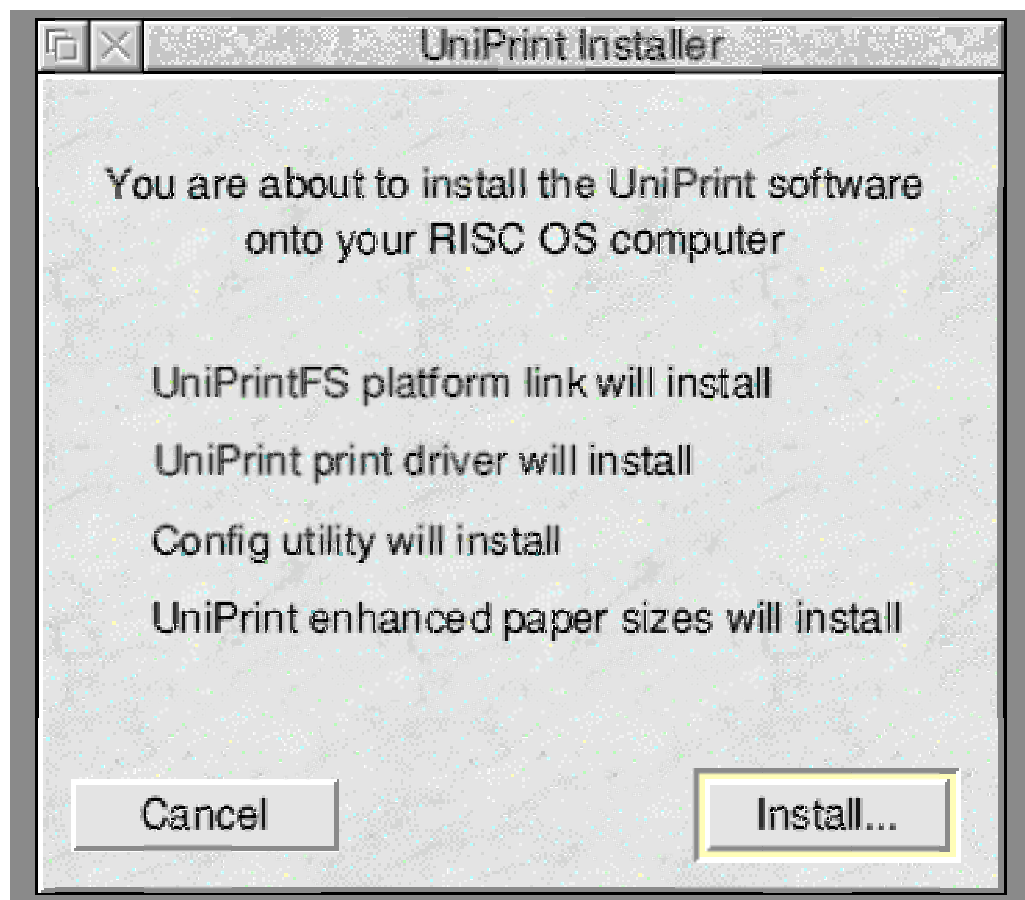 UniPrint Installer
You are about to install the UniPrint software
onto your RISC OS computer
UniPrintFS platform link will install
UniPrint print driver will install
Config utility will install
UniPrint enhanced paper sizes will install
Cancel
Install...